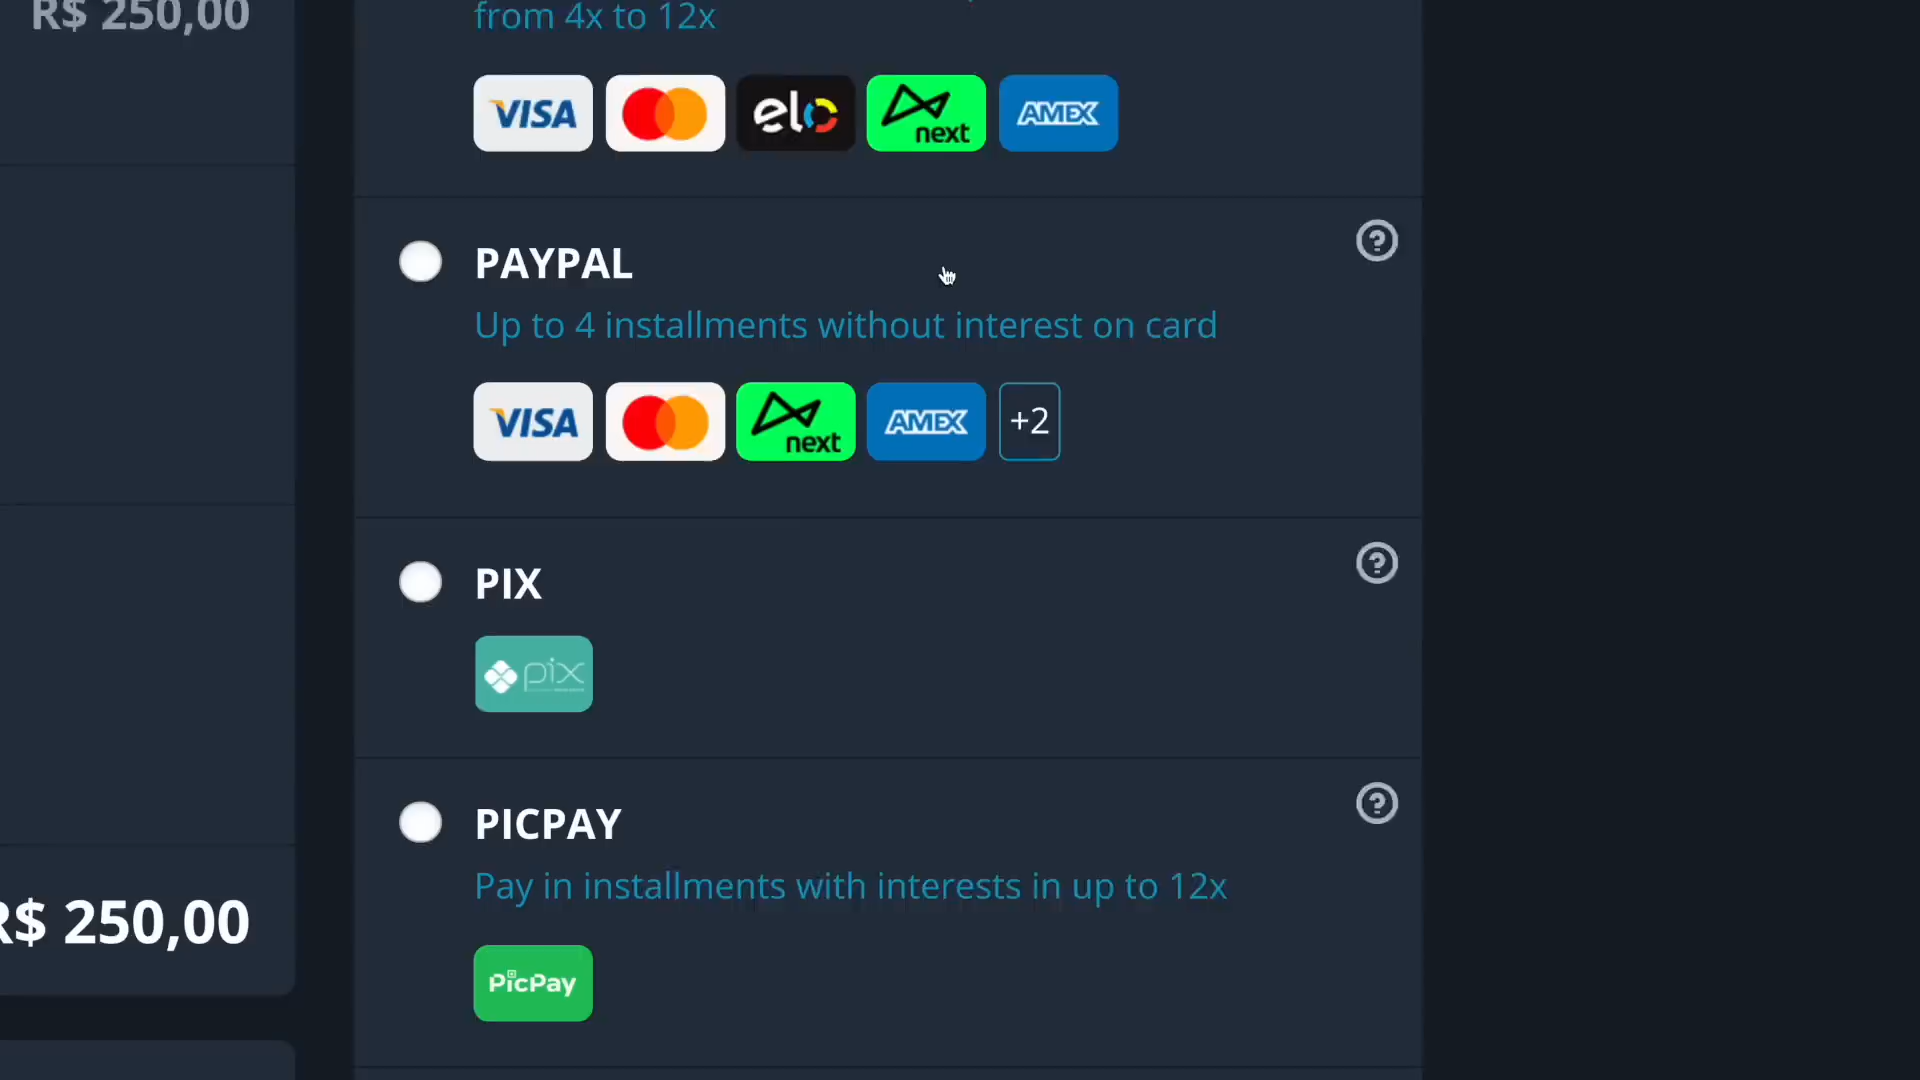 R$ 250,00
from 4x to 12x
VISA elo next AMEX
PAYPAL
Up to 4 installments without interest on card
VISA next AMEX +2
PIX
pix
PICPAY
Pay in installments with interests in up to 12x
R$ 250,00
PicPay